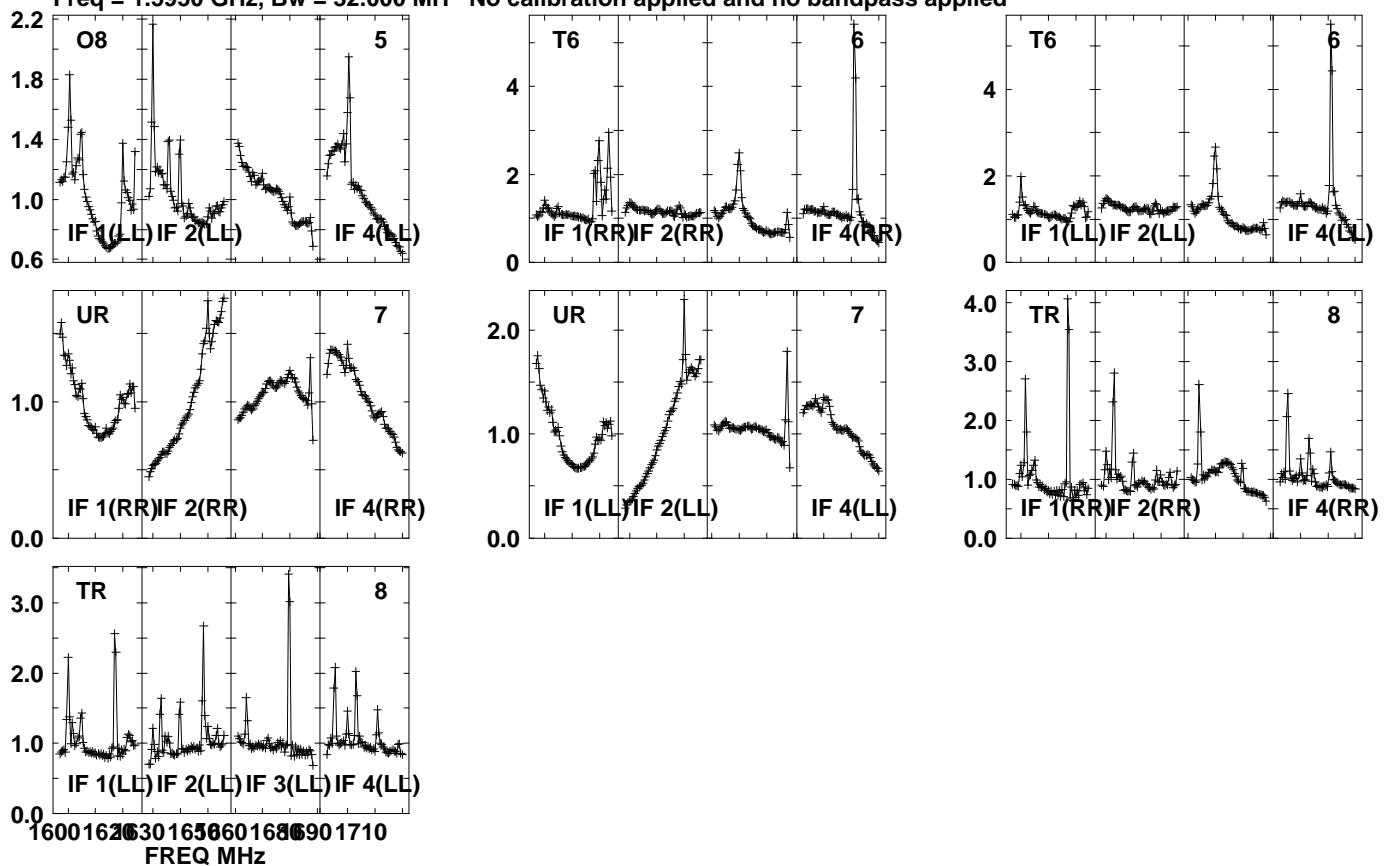 Freq = 1.5950 GHz, Bw = 32.000 MH No calibration applied and no bandpass applied
2.2
1.8
1.4
1.0
0.6
O8 5
IF 1(LL) IF 2(LL) IF 4(LL)
4
2
0
T6 6
IF 1(RR) IF 2(RR) IF 4(RR)
4
2
0
T6 6
IF 1(LL) IF 2(LL) IF 4(LL)
1.0
0.0
UR 7
IF 1(RR) IF 2(RR) IF 4(RR)
2.0
1.0
0.0
UR 7
IF 1(LL) IF 2(LL) IF 4(LL)
4.0
3.0
2.0
1.0
0.0
TR 8
IF 1(RR) IF 2(RR) IF 4(RR)
3.0
2.0
1.0
0.0
TR 8
IF 1(LL) IF 2(LL) IF 3(LL) IF 4(LL)
1600 1620 1630 1650 1660 1680 1690 1710
FREQ MHz